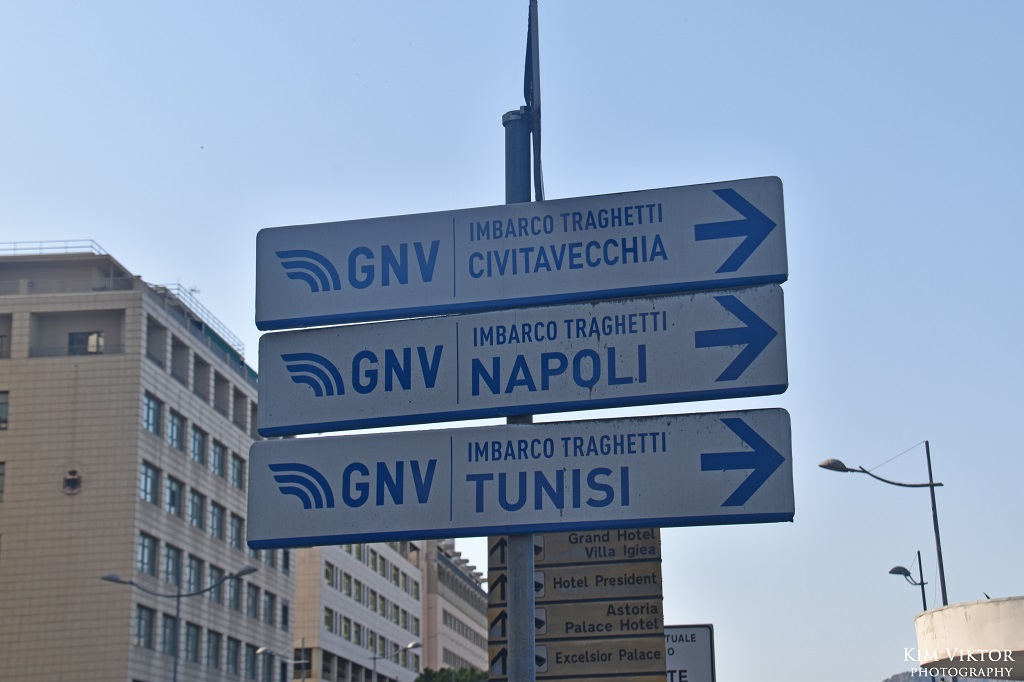 GNV
IMBARCO TRAGHETTI
CIVITAVECCHIA
GNV
IMBARCO TRAGHETTI
NAPOLI
GNV
IMBARCO TRAGHETTI
TUNISI
Grand Hotel
Villa Igiea
Hotel President
Astoria
Palace Hotel
Excelsior Palace
TUALE
O
TE
KIM VIKTOR
PHOTOGRAPHY